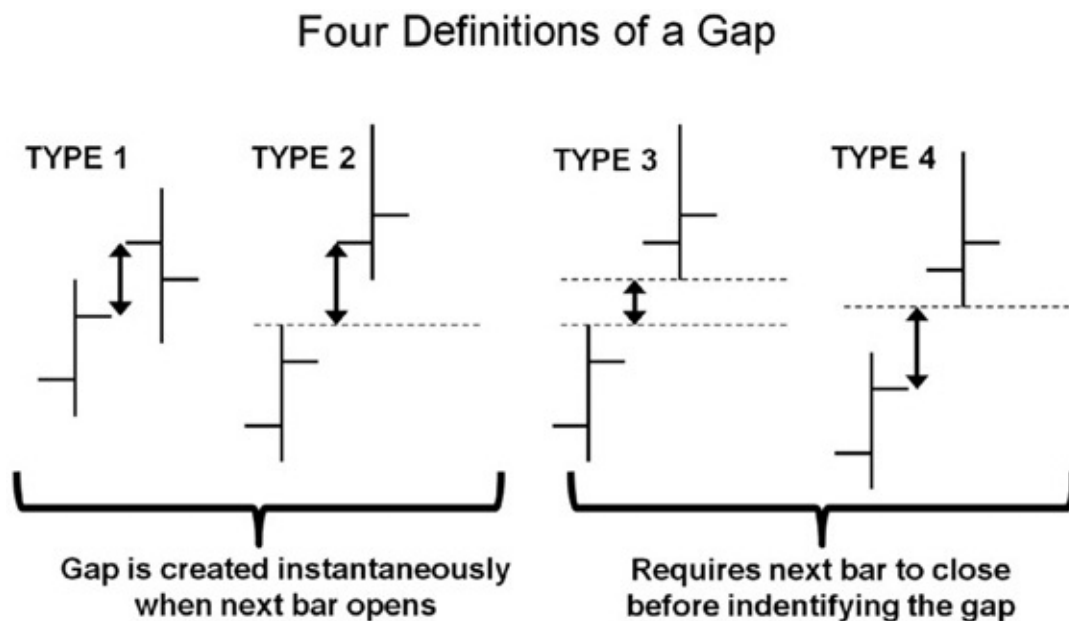 Four Definitions of a Gap
TYPE 1
TYPE 2
TYPE 3
TYPE 4
Gap is created instantaneously
when next bar opens
Requires next bar to close
before indentifying the gap